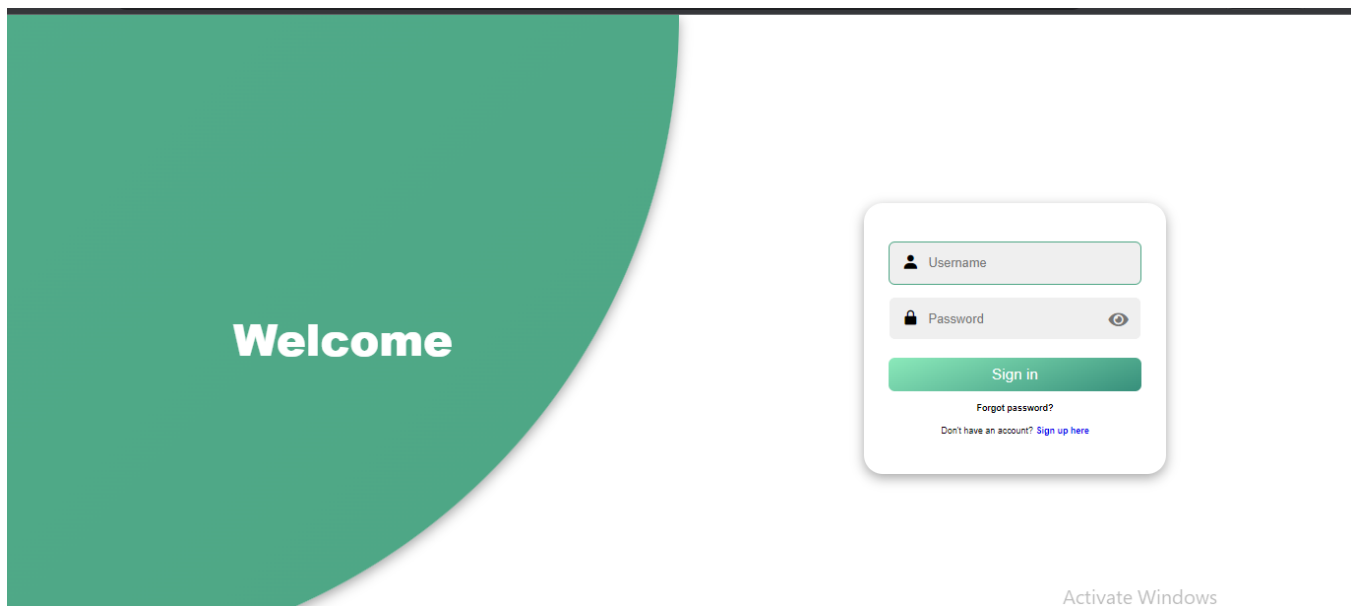 Welcome
Username
Password
Sign in
Forgot password?
Don't have an account? Sign up here
Activate Windows